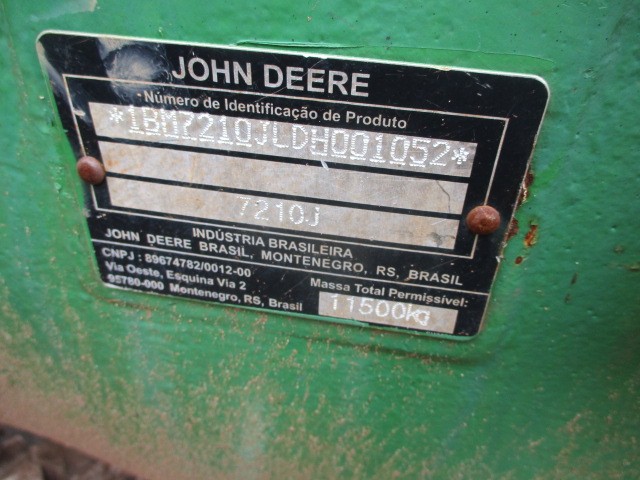 JOHN DEERE
Número de Identificação de Produto
*1BM7210JLDH001052*
7210j
INDÚSTRIA BRASILEIRA
JOHN DEERE BRASIL, MONTENEGRO, RS, BRASIL
CNPJ : 89674782/0012-00
Via Oeste, Esquina Via 2
95780-000 Montenegro, RS, Brasil
Massa Total Permissível:
11500kg